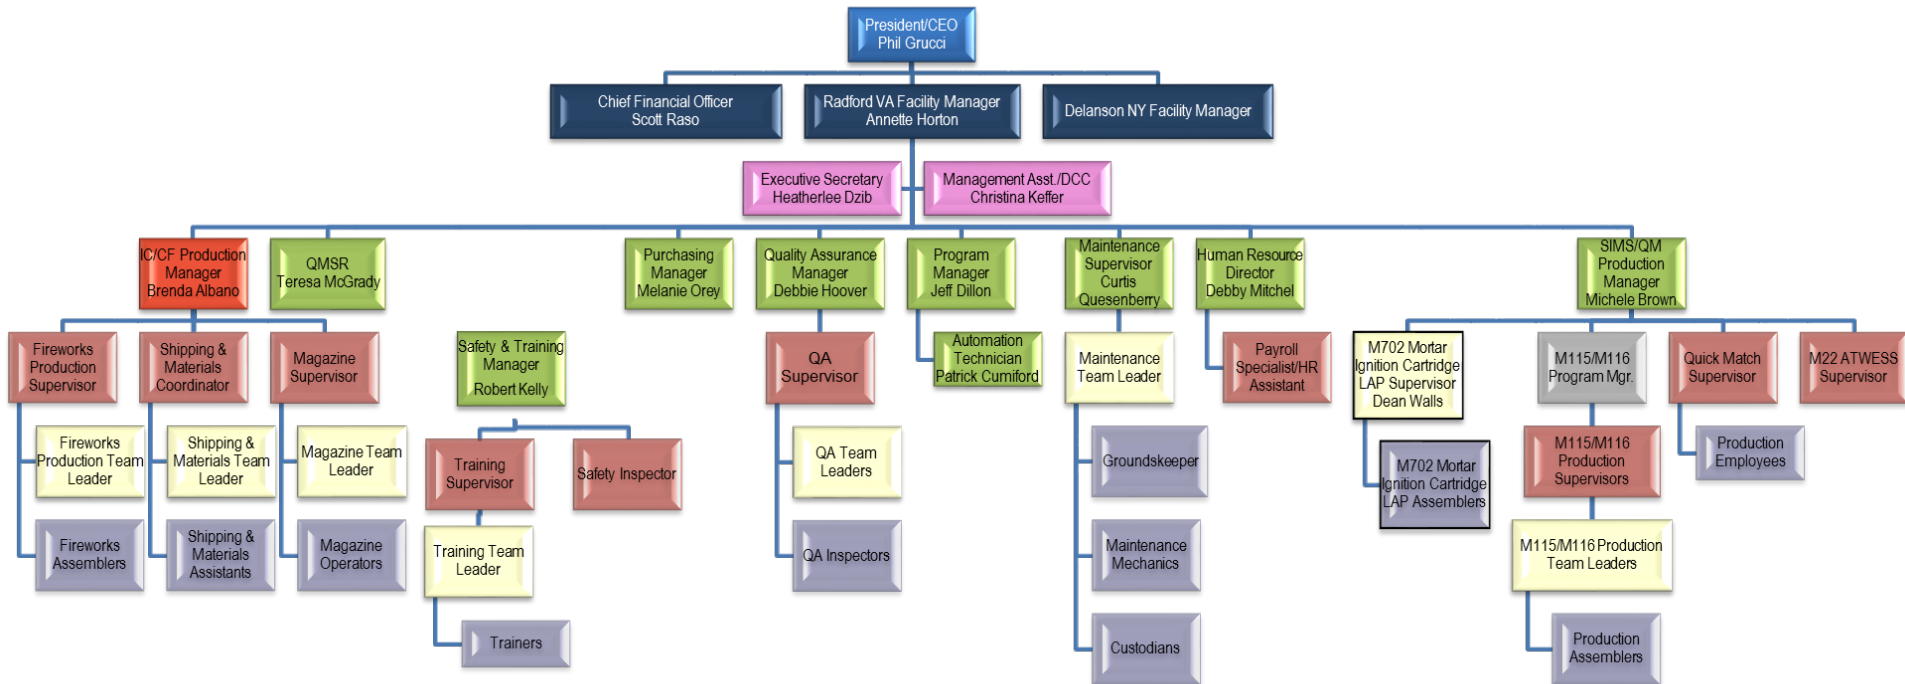 President/CEO
Phil Grucci
Chief Financial Officer
Scott Raso
Radford VA Facility Manager
Annette Horton
Delanson NY Facility Manager
Executive Secretary
Heatherlee Dzib
Management Asst./DCC
Christina Keffer
IC/CF Production
Manager
Brenda Albano
QMSR
Teresa McGrady
Purchasing
Manager
Melanie Orey
Quality Assurance
Manager
Debbie Hoover
Program
Manager
Jeff Dillon
Maintenance
Supervisor
Curtis
Quesenberry
Human Resource
Director
Debby Mitchel
SIMS/QM
Production
Manager
Michele Brown
Fireworks
Production
Supervisor
Shipping &
Materials
Coordinator
Magazine
Supervisor
Safety & Training
Manager
Robert Kelly
QA
Supervisor
Automation
Technician
Patrick Cumiford
Maintenance
Team Leader
Payroll
Specialist/HR
Assistant
M702 Mortar
Ignition Cartridge
LAP Supervisor
Dean Walls
M115/M116
Program Mgr.
Quick Match
Supervisor
M22 ATWESS
Supervisor
Fireworks
Production Team
Leader
Shipping &
Materials Team
Leader
Magazine Team
Leader
Training
Supervisor
Safety Inspector
QA Team
Leaders
Groundskeeper
M702 Mortar
Ignition Cartridge
LAP Assemblers
M115/M116
Production
Supervisors
Production
Employees
Fireworks
Assemblers
Shipping &
Materials
Assistants
Magazine
Operators
Training Team
Leader
QA Inspectors
Maintenance
Mechanics
M115/M116 Production
Team Leaders
Trainers
Custodians
Production
Assemblers